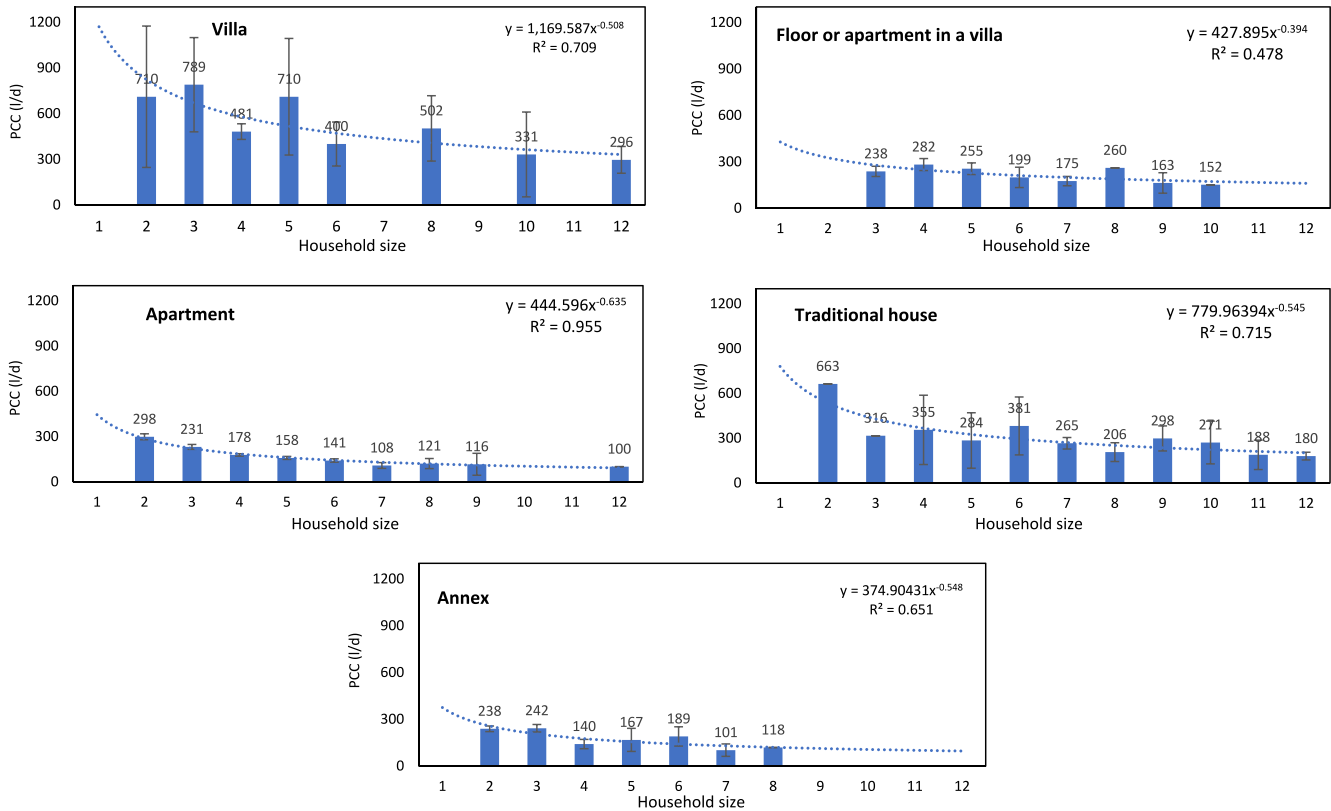 Villa
y = 1,169.587x^-0.508
R² = 0.709
PCC (l/d)
1200
900
600
300
0
710 789 481 710 400 502 331 296
1 2 3 4 5 6 7 8 9 10 11 12
Household size
Floor or apartment in a villa
y = 427.895x^-0.394
R² = 0.478
PCC (l/d)
1200
900
600
300
0
238 282 255 199 175 260 163 152
1 2 3 4 5 6 7 8 9 10 11 12
Household size
Apartment
y = 444.596x^-0.635
R² = 0.955
PCC (l/d)
1200
900
600
300
0
298 231 178 158 141 108 121 116 100
1 2 3 4 5 6 7 8 9 10 11 12
Household size
Traditional house
y = 779.96394x^-0.545
R² = 0.715
PCC (l/d)
1200
900
600
300
0
663 316 355 284 381 265 206 298 271 188 180
1 2 3 4 5 6 7 8 9 10 11 12
Household size
Annex
y = 374.90431x^-0.548
R² = 0.651
PCC (l/d)
1200
900
600
300
0
238 242 140 167 189 101 118
1 2 3 4 5 6 7 8 9 10 11 12
Household size